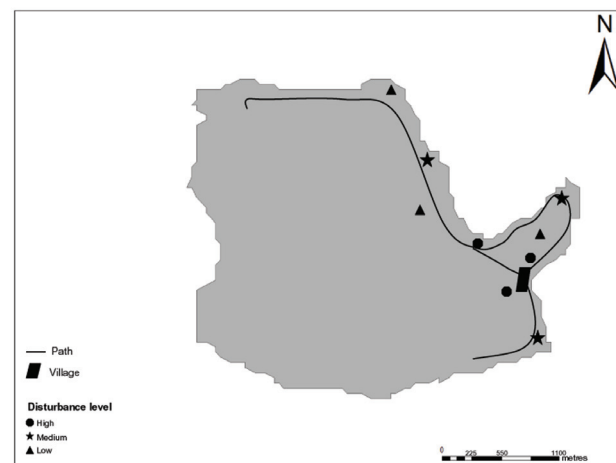 N
Path
Village
Disturbance level
High
Medium
Low
0 225 550 1100
metres